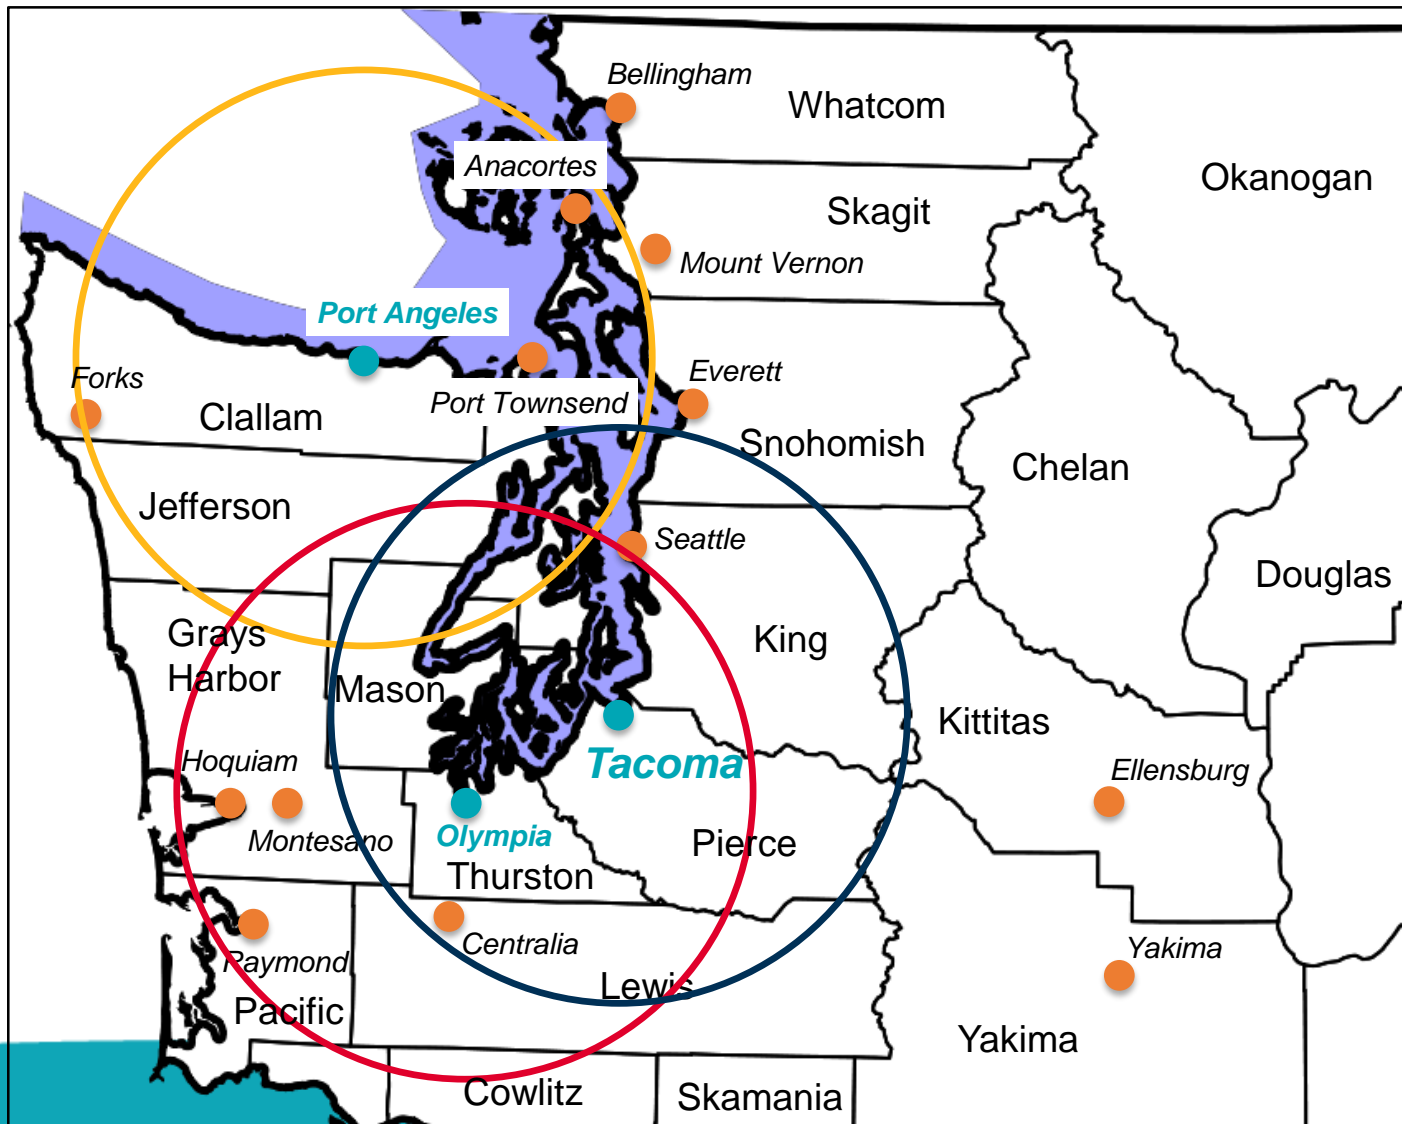 Bellingham
Whatcom
Anacortes
Okanogan
Skagit
Mount Vernon
Port Angeles
Forks
Everett
Port Townsend
Clallam
Snohomish
Chelan
Jefferson
Seattle
Douglas
Grays
Harbor
King
Mason
Kittitas
Hoquiam
Tacoma
Ellensburg
Montesano
Olympia
Pierce
Thurston
Centralia
Raymond
Yakima
Lewis
Pacific
Yakima
Cowlitz
Skamania